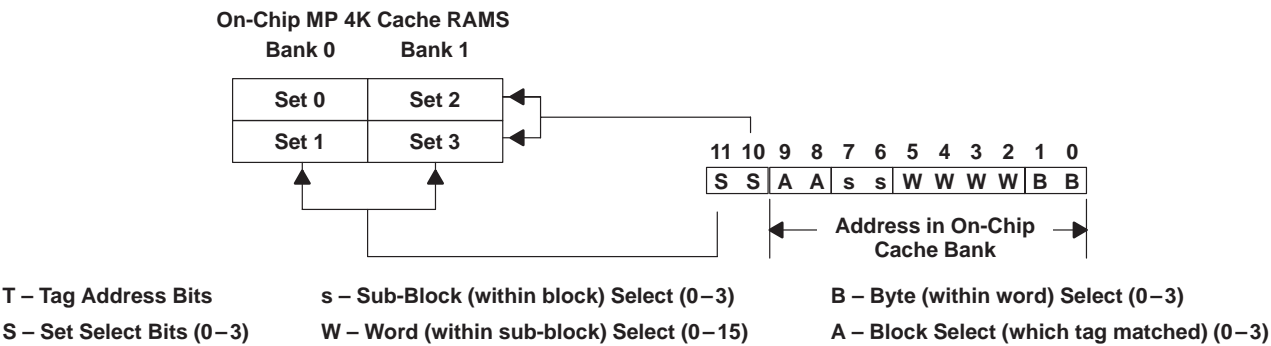 On-Chip MP 4K Cache RAMS
Bank 0 Bank 1
Set 0 Set 2
Set 1 Set 3
11 10 9 8 7 6 5 4 3 2 1 0
S S A A s s W W W W B B
Address in On-Chip
Cache Bank
T – Tag Address Bits s – Sub-Block (within block) Select (0–3) B – Byte (within word) Select (0–3)
S – Set Select Bits (0–3) W – Word (within sub-block) Select (0–15) A – Block Select (which tag matched) (0–3)